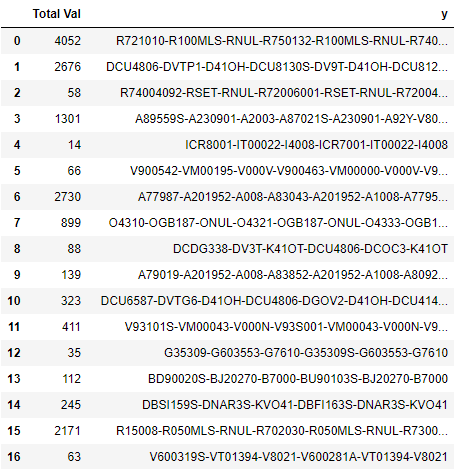 Total Val y
0 4052 R721010-R100MLS-RNUL-R750132-R100MLS-RNUL-R740...
1 2676 DCU4806-DVTP1-D41OH-DCU8130S-DV9T-D41OH-DCU812...
2 58 R74004092-RSET-RNUL-R72006001-RSET-RNUL-R72004...
3 1301 A89559S-A230901-A2003-A87021S-A230901-A92Y-V80...
4 14 ICR8001-IT00022-I4008-ICR7001-IT00022-I4008
5 66 V900542-VM00195-V000V-V900463-VM00000-V000V-V9...
6 2730 A77987-A201952-A008-A83043-A201952-A1008-A7795...
7 899 O4310-OGB187-ONUL-O4321-OGB187-ONUL-O4333-OGB1...
8 88 DCDG338-DV3T-K41OT-DCU4806-DCOC3-K41OT
9 139 A79019-A201952-A008-A83852-A201952-A1008-A8092...
10 323 DCU6587-DVTG6-D41OH-DCU4806-DGOV2-D41OH-DCU414...
11 411 V93101S-VM00043-V000N-V93S001-VM00043-V000N-V9...
12 35 G35309-G603553-G7610-G35309S-G603553-G7610
13 112 BD90020S-BJ20270-B7000-BU90103S-BJ20270-B7000
14 245 DBSI159S-DNAR3S-KVO41-DBFI163S-DNAR3S-KVO41
15 2171 R15008-R050MLS-RNUL-R702030-R050MLS-RNUL-R7300...
16 63 V600319S-VT01394-V8021-V600281A-VT01394-V8021